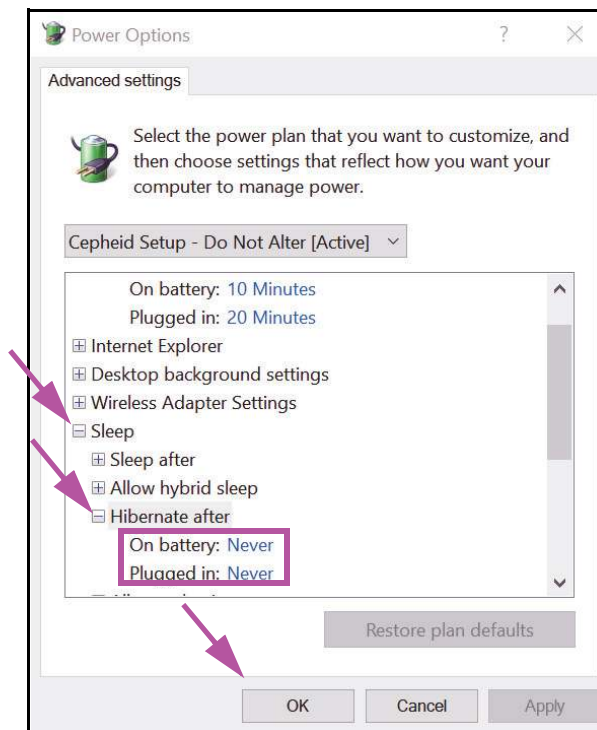 Power Options
?
Advanced settings
Select the power plan that you want to customize, and
then choose settings that reflect how you want your
computer to manage power.
Cepheid Setup - Do Not Alter [Active]
On battery: 10 Minutes
Plugged in: 20 Minutes
Internet Explorer
Desktop background settings
Wireless Adapter Settings
Sleep
Sleep after
Allow hybrid sleep
Hibernate after
On battery: Never
Plugged in: Never
Restore plan defaults
OK Cancel Apply